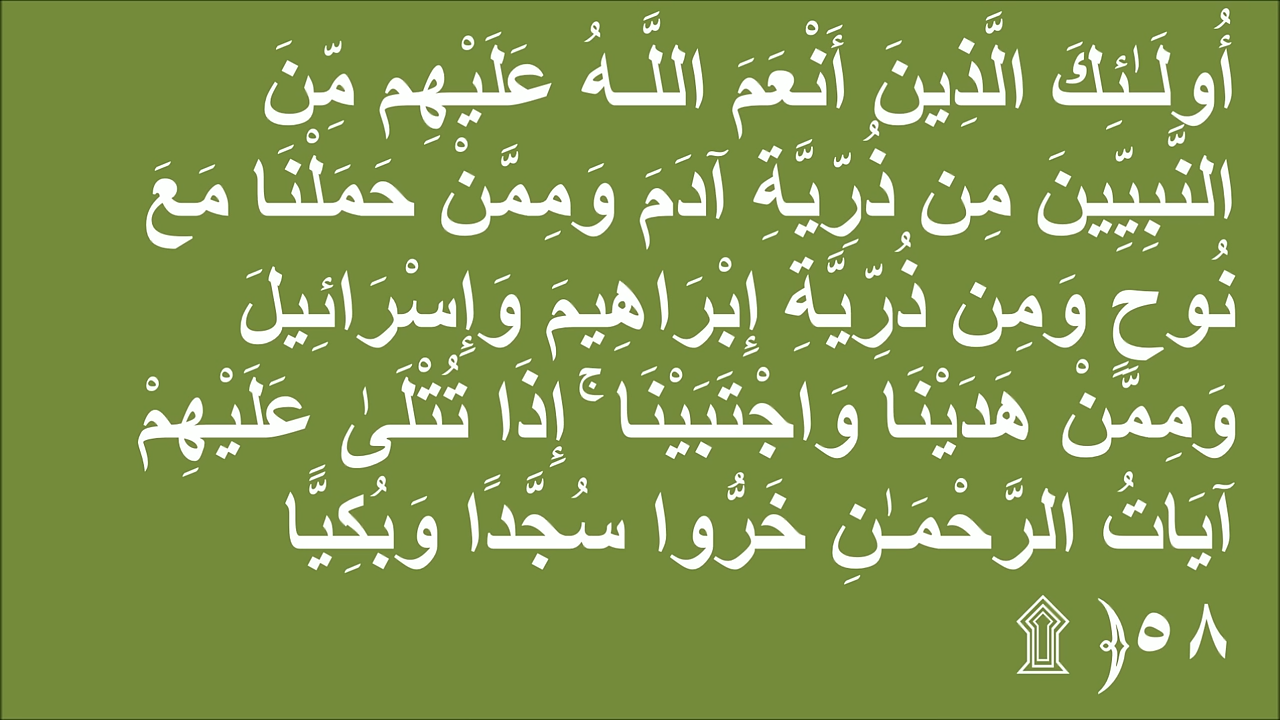 أُولَـٰئِكَ الَّذِينَ أَنْعَمَ اللَّـهُ عَلَيْهِم مِّنَ
النَّبِيِّينَ مِن ذُرِّيَّةِ آدَمَ وَمِمَّنْ حَمَلْنَا مَعَ
نُوحٍ وَمِن ذُرِّيَّةِ إِبْرَاهِيمَ وَإِسْرَائِيلَ
وَمِمَّنْ هَدَيْنَا وَاجْتَبَيْنَا ۚ إِذَا تُتْلَىٰ عَلَيْهِمْ
آيَاتُ الرَّحْمَـٰنِ خَرُّوا سُجَّدًا وَبُكِيًّا
٥٨﴾ ۩